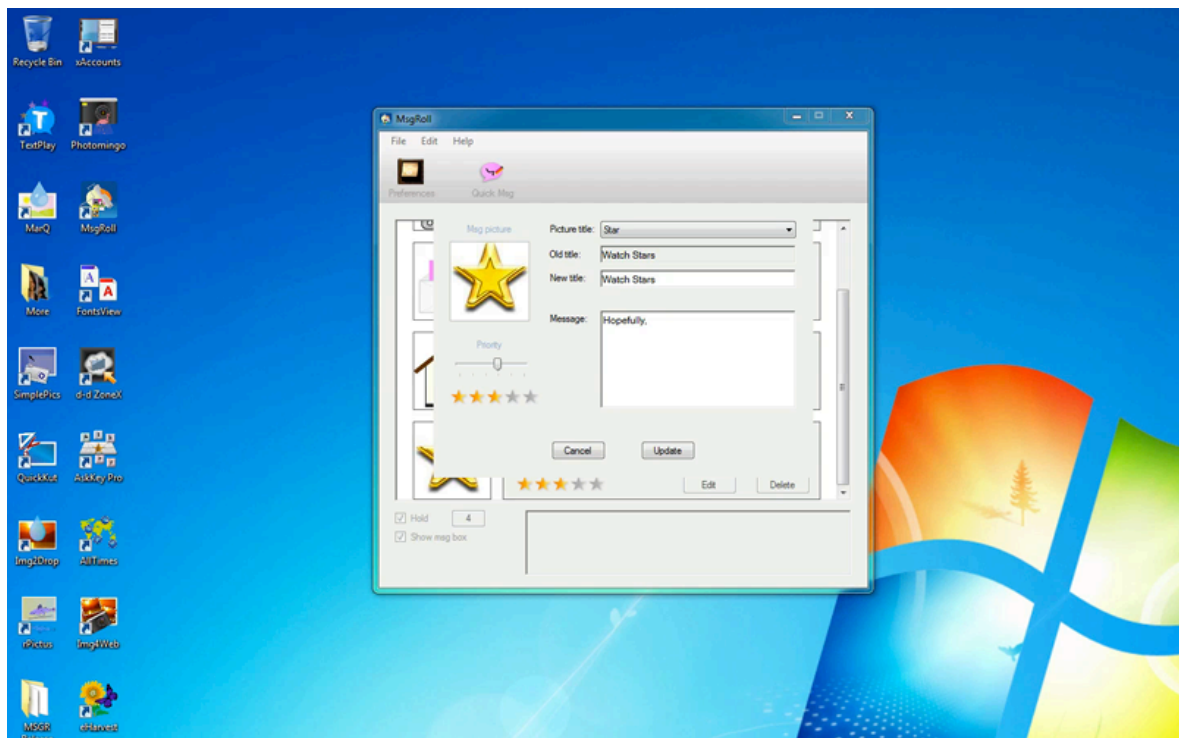 Recycle Bin
xAccounts
TextPlay
Photomingo
MarQ
MsgRoll
More
FontsView
SimplePics
d-d ZoneX
QuickKut
AskKey Pro
Img2Drop
AllTimes
rPictus
Img4Web
MSGR
eHarvest
MsgRoll
File Edit Help
Preferences Quick Msg
Msg picture
Picture title: Star
Old title: Watch Stars
New title: Watch Stars
Message: Hopefully,
Priority
Cancel Update
Edit Delete
Hold 4
Show msg box